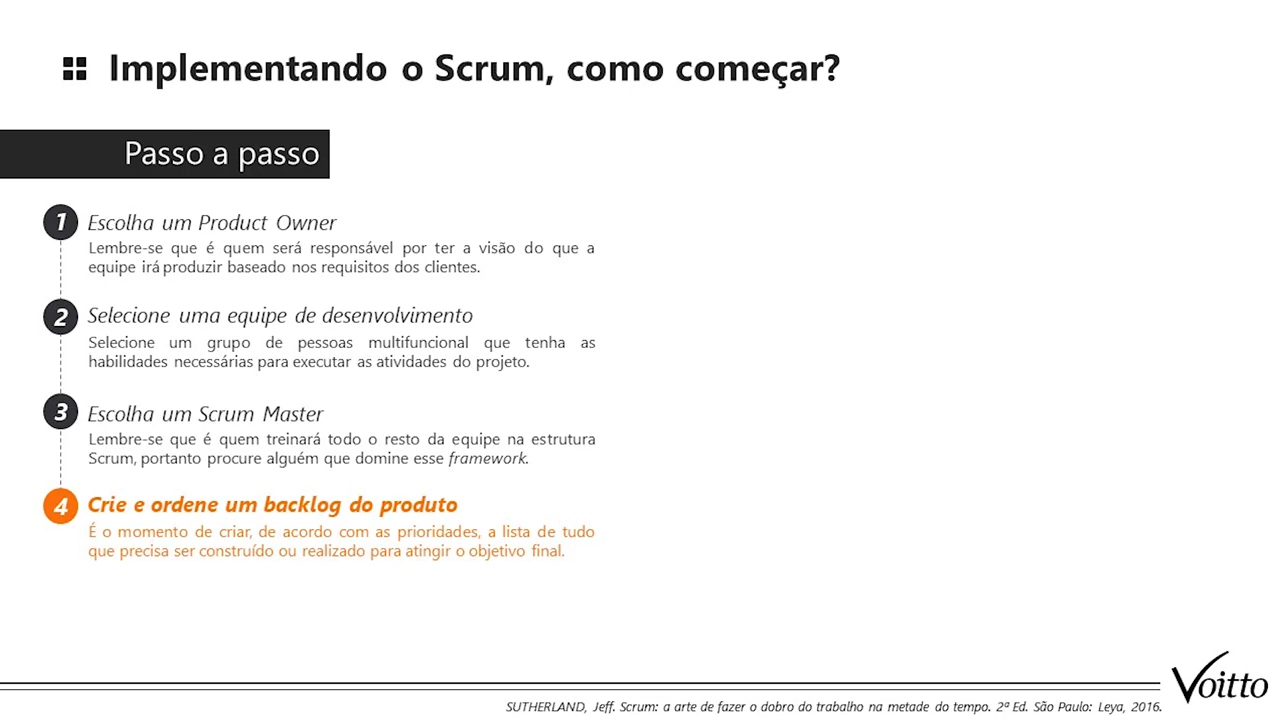 Implementando o Scrum, como começar?
Passo a passo
1 Escolha um Product Owner
Lembre-se que é quem será responsável por ter a visão do que a
equipe irá produzir baseado nos requisitos dos clientes.
2 Selecione uma equipe de desenvolvimento
Selecione um grupo de pessoas multifuncional que tenha as
habilidades necessárias para executar as atividades do projeto.
3 Escolha um Scrum Master
Lembre-se que é quem treinará todo o resto da equipe na estrutura
Scrum, portanto procure alguém que domine esse framework.
4 Crie e ordene um backlog do produto
É o momento de criar, de acordo com as prioridades, a lista de tudo
que precisa ser construído ou realizado para atingir o objetivo final.
Voitto
SUTHERLAND, Jeff. Scrum: a arte de fazer o dobro do trabalho na metade do tempo. 2ª Ed. São Paulo: Leya, 2016.